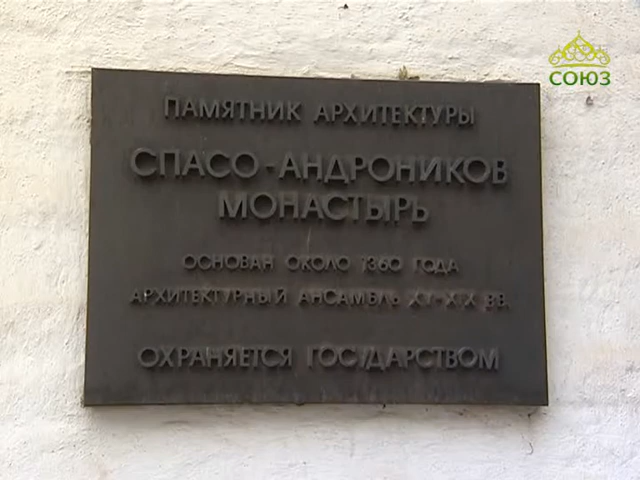 СОЮЗ
ПАМЯТНИК АРХИТЕКТУРЫ
СПАСО-АНДРОНИКОВ
МОНАСТЫРЬ
ОСНОВАН ОКОЛО 1360 ГОДА
АРХИТЕКТУРНЫЙ АНСАМБЛЬ XV-XIX ВВ.
ОХРАНЯЕТСЯ ГОСУДАРСТВОМ